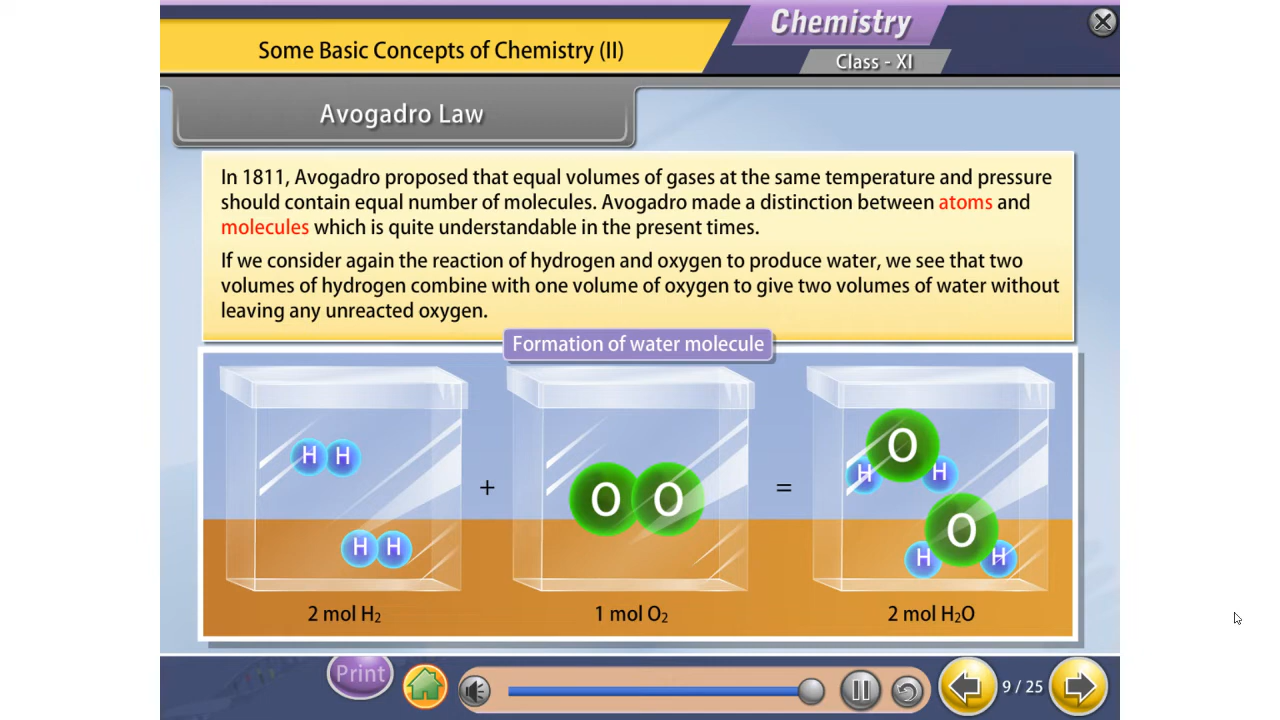 Chemistry
Some Basic Concepts of Chemistry (II)
Class - XI
Avogadro Law
In 1811, Avogadro proposed that equal volumes of gases at the same temperature and pressure
should contain equal number of molecules. Avogadro made a distinction between atoms and
molecules which is quite understandable in the present times.
If we consider again the reaction of hydrogen and oxygen to produce water, we see that two
volumes of hydrogen combine with one volume of oxygen to give two volumes of water without
leaving any unreacted oxygen.
Formation of water molecule
H H
H H
+
O O
=
O
H H
O
H H
2 mol H₂
1 mol O₂
2 mol H₂O
Print
9 / 25